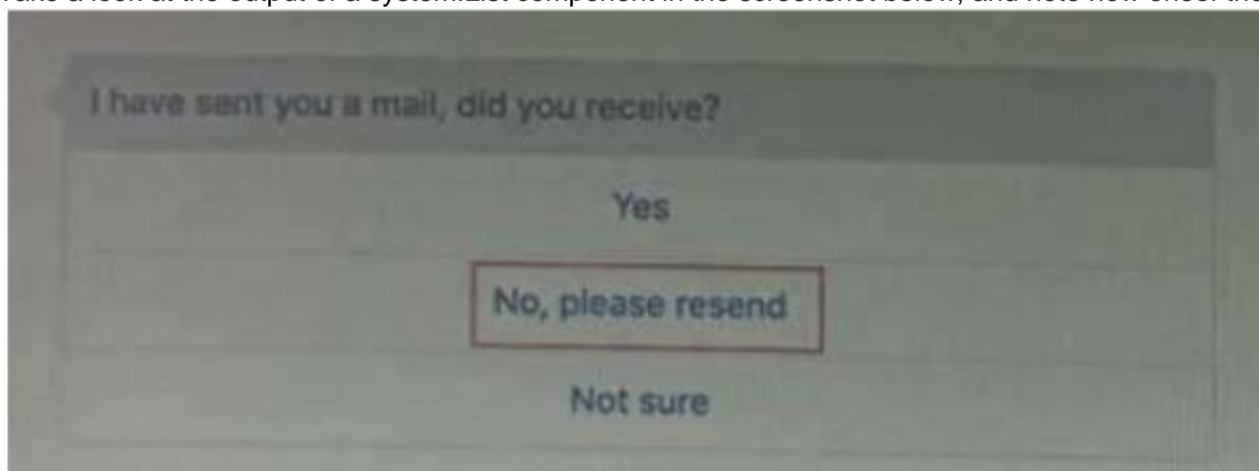 I have sent you a mail, did you receive?
Yes
No, please resend
Not sure